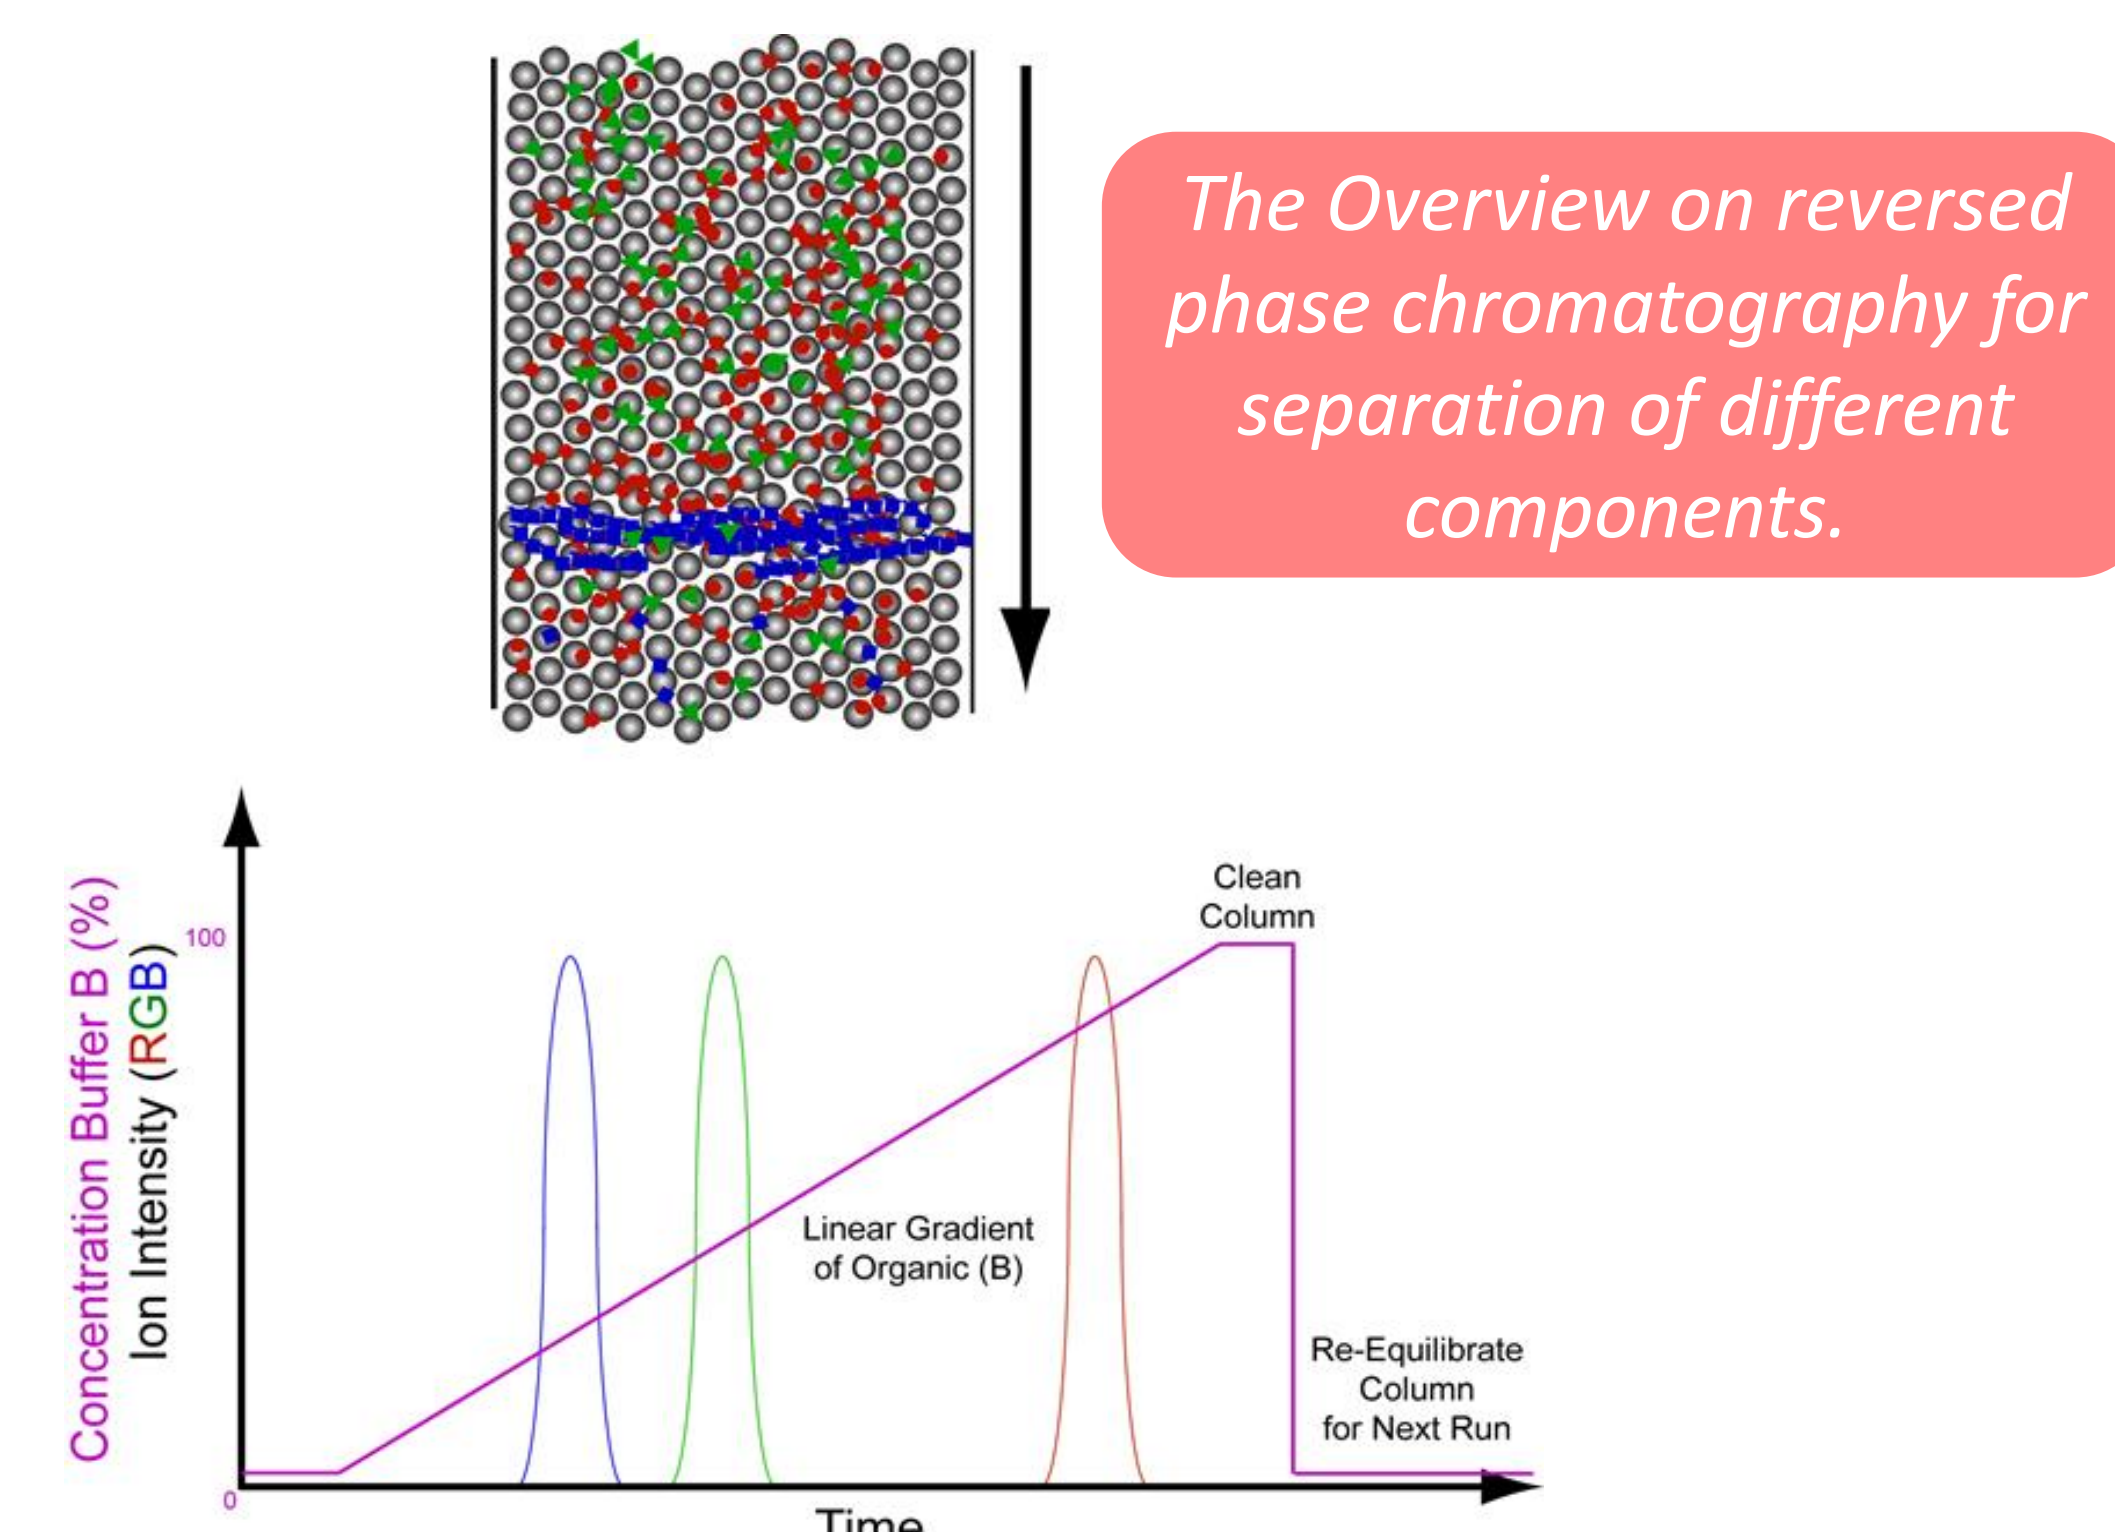 The Overview on reversed
phase chromatography for
separation of different
components.
Concentration Buffer B (%)
Ion Intensity (RGB)
100
0
Clean
Column
Linear Gradient
of Organic (B)
Re-Equilibrate
Column
for Next Run
Time